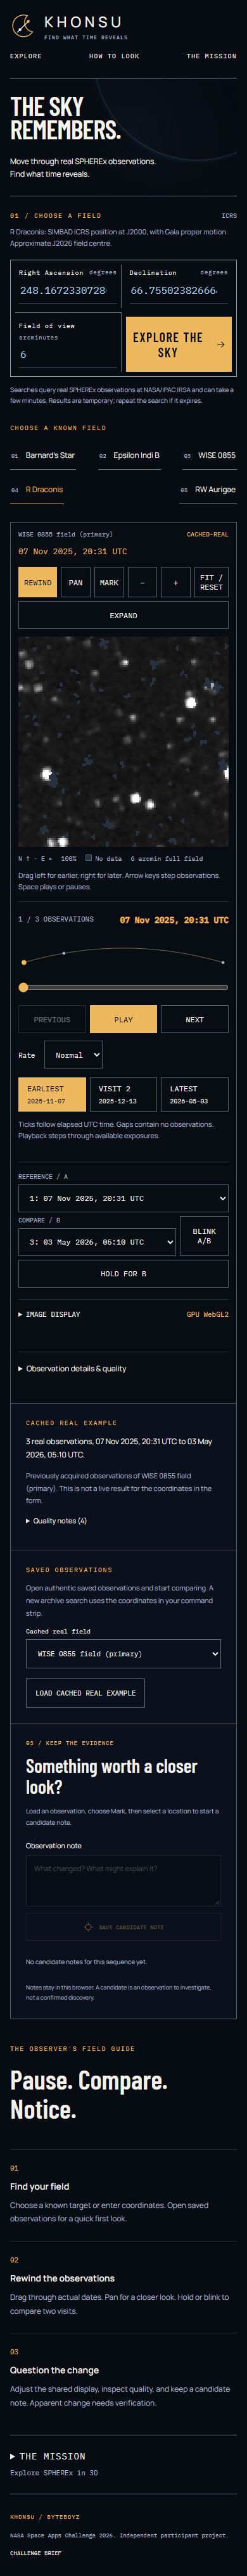 KHONSU
FIND WHAT TIME REVEALS
EXPLORE HOW TO LOOK THE MISSION
THE SKY
REMEMBERS.
Move through real SPHEREx observations.
Find what time reveals.
01 / CHOOSE A FIELD ICRS
R Draconis: SIMBAD ICRS position at J2000, with Gaia proper motion.
Approximate J2026 field centre.
Right Ascension degrees
Declination degrees
248.1672330728
66.75502382666
Field of view
arcminutes
6
EXPLORE THE
SKY →
Searches query real SPHEREx observations at NASA/IPAC IRSA and can take a
few minutes. Results are temporary; repeat the search if it expires.
CHOOSE A KNOWN FIELD
01 Barnard's Star 02 Epsilon Indi B 03 WISE 0855
04 R Draconis 05 RW Aurigae
WISE 0855 field (primary) CACHED-REAL
07 Nov 2025, 20:31 UTC
REWIND PAN MARK − + FIT /
RESET
EXPAND
N ↑ · E ← 100% No data 6 arcmin full field
Drag left for earlier, right for later. Arrow keys step observations.
Space plays or pauses.
1 / 3 OBSERVATIONS 07 Nov 2025, 20:31 UTC
PREVIOUS PLAY NEXT
Rate Normal
EARLIEST VISIT 2 LATEST
2025-11-07 2025-12-13 2026-05-03
Ticks follow elapsed UTC time. Gaps contain no observations.
Playback steps through available exposures.
REFERENCE / A
1: 07 Nov 2025, 20:31 UTC
COMPARE / B
3: 03 May 2026, 05:10 UTC
BLINK
A/B
HOLD FOR B
▶ IMAGE DISPLAY GPU WebGL2
▶ Observation details & quality
CACHED REAL EXAMPLE
3 real observations, 07 Nov 2025, 20:31 UTC to 03 May
2026, 05:10 UTC.
Previously acquired observations of WISE 0855 field
(primary). This is not a live result for the coordinates in the
form.
▶ Quality notes (4)
SAVED OBSERVATIONS
Open authentic saved observations and start comparing. A
new archive search uses the coordinates in your command
strip.
Cached real field
WISE 0855 field (primary)
LOAD CACHED REAL EXAMPLE
03 / KEEP THE EVIDENCE
Something worth a closer
look?
Load an observation, choose Mark, then select a location to start a
candidate note.
Observation note
What changed? What might explain it?
SAVE CANDIDATE NOTE
No candidate notes for this sequence yet.
Notes stay in this browser. A candidate is an observation to investigate,
not a confirmed discovery.
THE OBSERVER'S FIELD GUIDE
Pause. Compare.
Notice.
01
Find your field
Choose a known target or enter coordinates. Open saved
observations for a quick first look.
02
Rewind the observations
Drag through actual dates. Pan for a closer look. Hold or blink to
compare two visits.
03
Question the change
Adjust the shared display, inspect quality, and keep a candidate
note. Apparent change needs verification.
▶ THE MISSION
Explore SPHEREx in 3D
KHONSU / BYTEBOYZ
NASA Space Apps Challenge 2026. Independent participant project.
CHALLENGE BRIEF